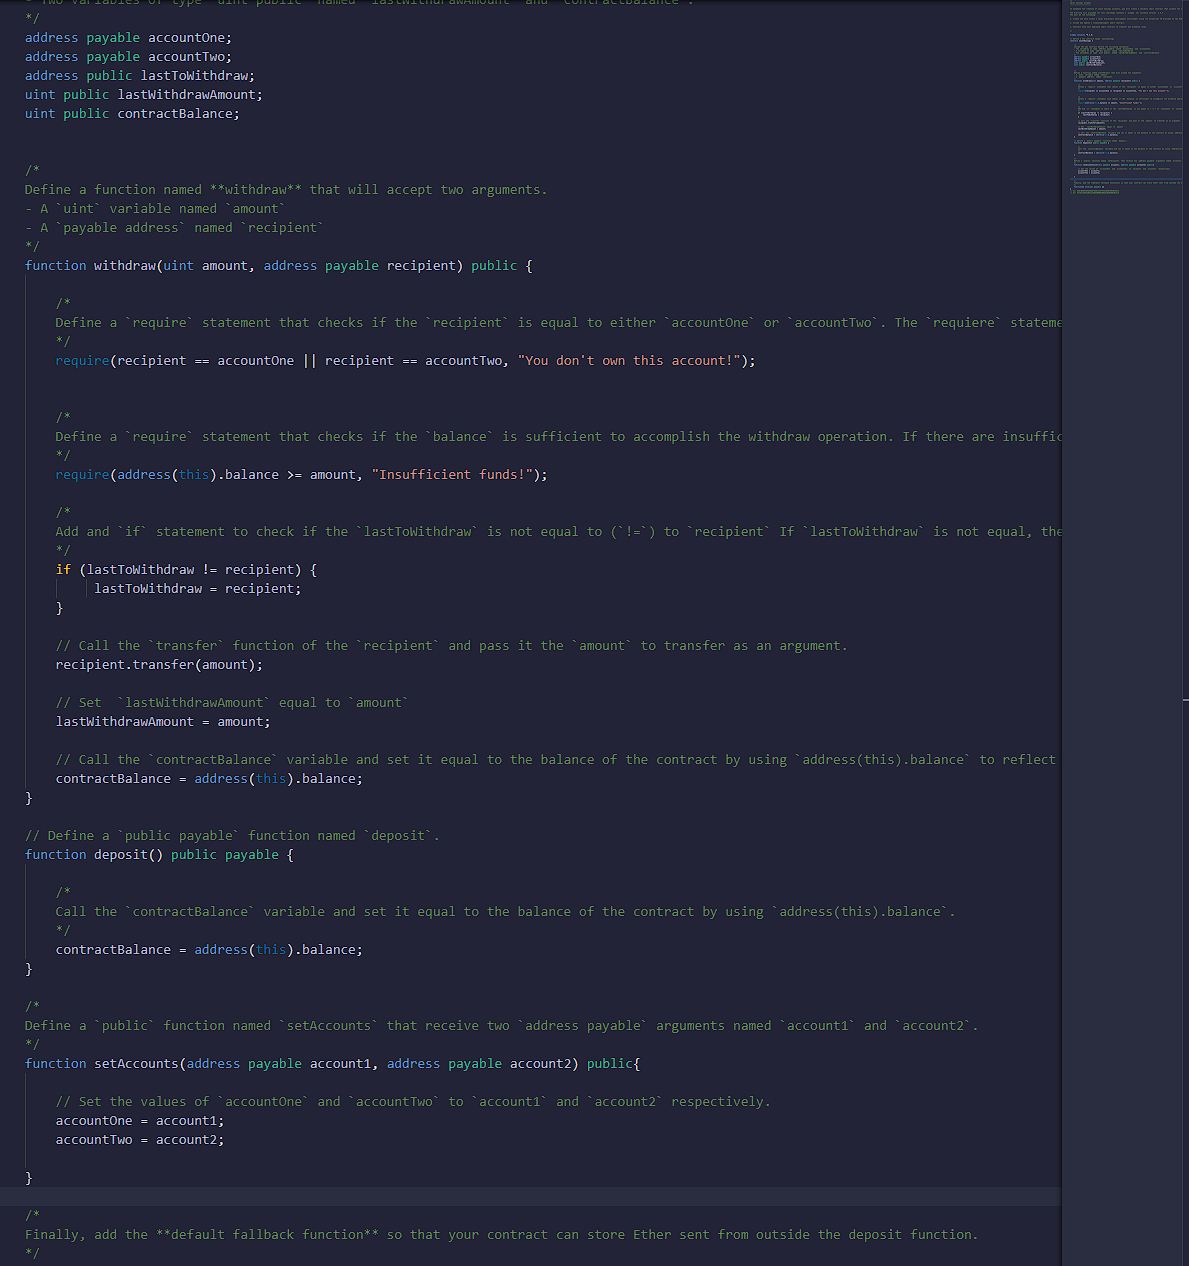 - Two variables of type `uint public` named `lastWithdrawAmount` and `contractBalance`.
*/
address payable accountOne;
address payable accountTwo;
address public lastToWithdraw;
uint public lastWithdrawAmount;
uint public contractBalance;
/*
Define a function named **withdraw** that will accept two arguments.
- A `uint` variable named `amount`
- A `payable address` named `recipient`
*/
function withdraw(uint amount, address payable recipient) public {
/*
Define a `require` statement that checks if the `recipient` is equal to either `accountOne` or `accountTwo`. The `requiere` stateme
*/
require(recipient == accountOne || recipient == accountTwo, "You don't own this account!");
/*
Define a `require` statement that checks if the `balance` is sufficient to accomplish the withdraw operation. If there are insuffic
*/
require(address(this).balance >= amount, "Insufficient funds!");
/*
Add and `if` statement to check if the `lastToWithdraw` is not equal to (`!=`) to `recipient` If `lastToWithdraw` is not equal, the
*/
if (lastToWithdraw != recipient) {
lastToWithdraw = recipient;
}
// Call the `transfer` function of the `recipient` and pass it the `amount` to transfer as an argument.
recipient.transfer(amount);
// Set  `lastWithdrawAmount` equal to `amount`
lastWithdrawAmount = amount;
// Call the `contractBalance` variable and set it equal to the balance of the contract by using `address(this).balance` to reflect
contractBalance = address(this).balance;
}
// Define a `public payable` function named `deposit`.
function deposit() public payable {
/*
Call the `contractBalance` variable and set it equal to the balance of the contract by using `address(this).balance`.
*/
contractBalance = address(this).balance;
}
/*
Define a `public` function named `setAccounts` that receive two `address payable` arguments named `account1` and `account2`.
*/
function setAccounts(address payable account1, address payable account2) public{
// Set the values of `accountOne` and `accountTwo` to `account1` and `account2` respectively.
accountOne = account1;
accountTwo = account2;
}
/*
Finally, add the **default fallback function** so that your contract can store Ether sent from outside the deposit function.
*/